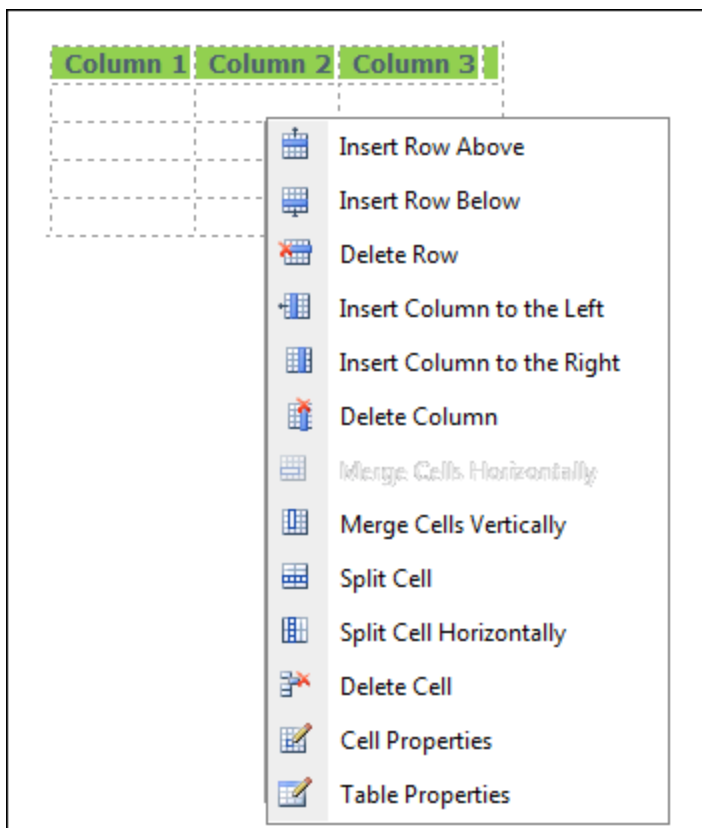 Column 1 Column 2 Column 3
Insert Row Above
Insert Row Below
Delete Row
Insert Column to the Left
Insert Column to the Right
Delete Column
Merge Cells Horizontally
Merge Cells Vertically
Split Cell
Split Cell Horizontally
Delete Cell
Cell Properties
Table Properties